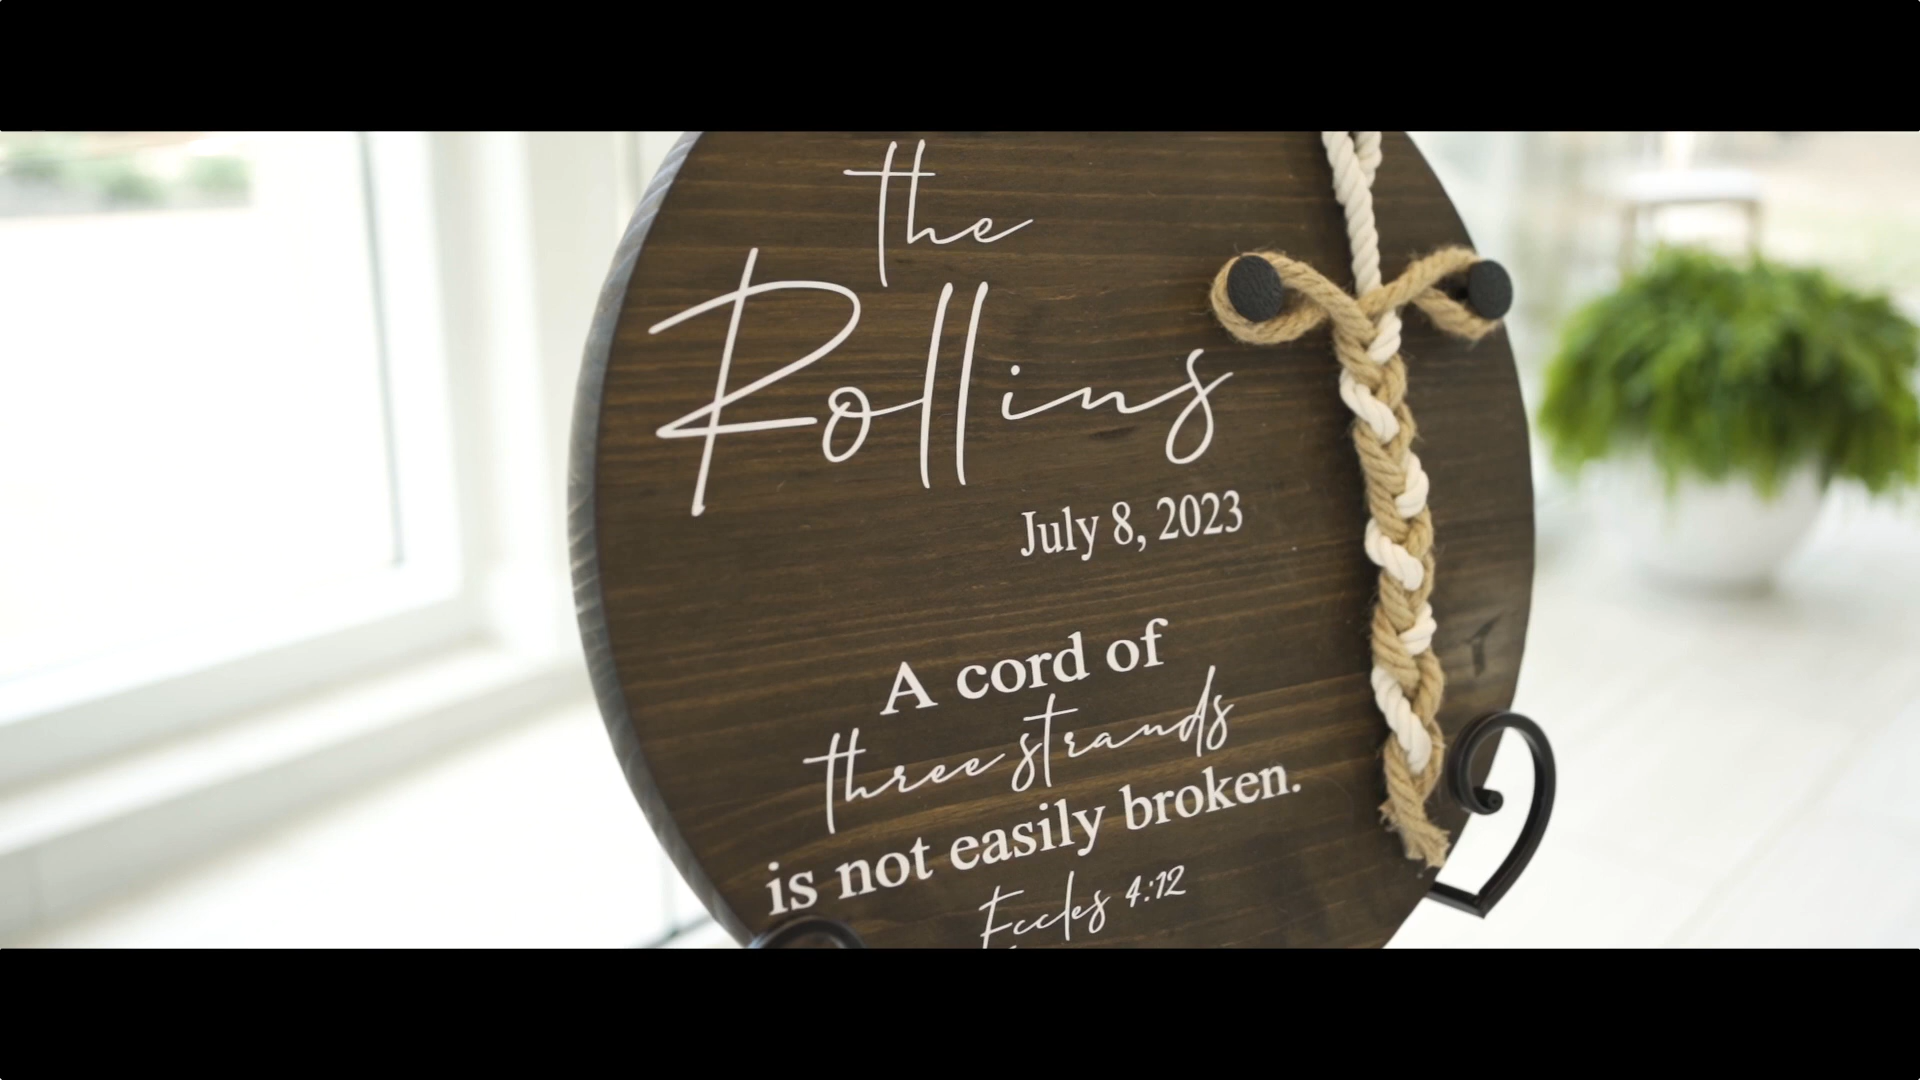 the
Rollins
July 8, 2023
A cord of
three strands
is not easily broken.
Eccles 4:12